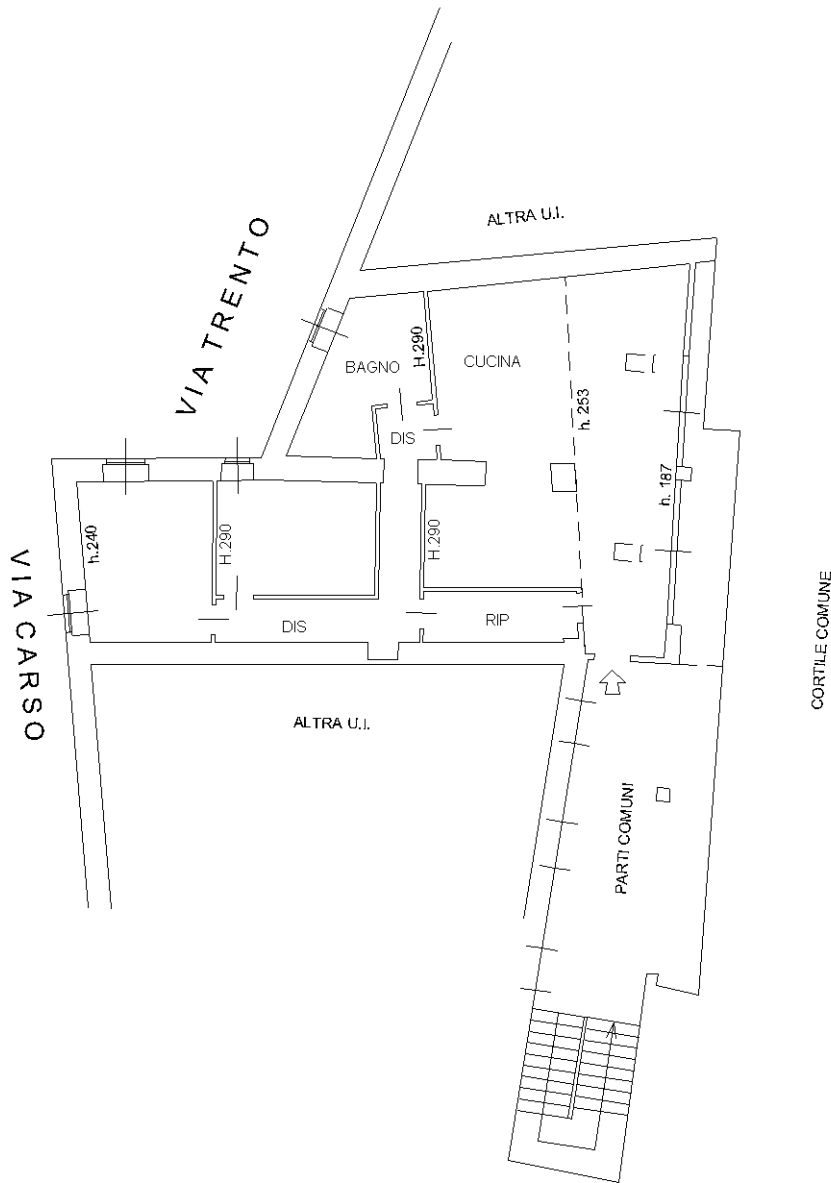 ALTRA U.I.
VIA TRENTO
BAGNO
H.290
CUCINA
h. 253
DIS
h. 187
h.240
H.290
H.290
VIA CARSO
DIS
RIP
CORTILE COMUNE
ALTRA U.I.
PARTI COMUNI